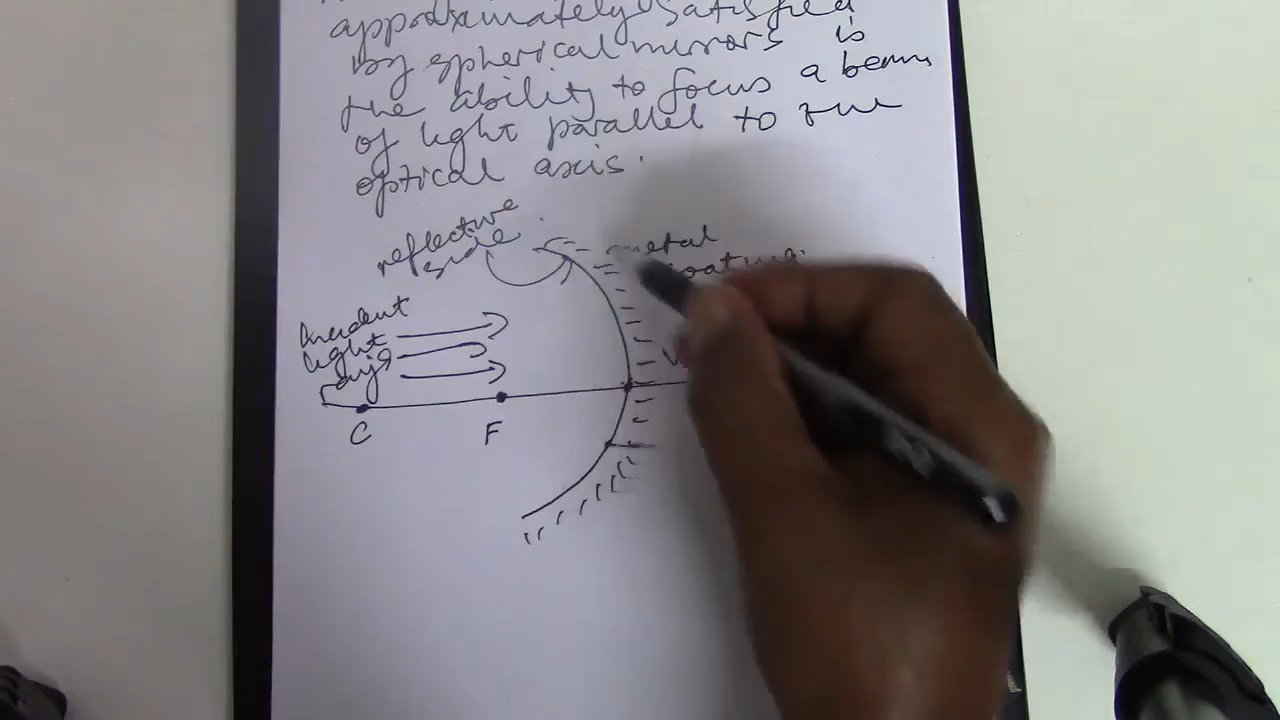 approximately satisfied
by spherical mirrors is
the ability to focus a beam
of light parallel to the
optical axis.
reflective
side
metal
coating
Incident
light
rays
V
C
F